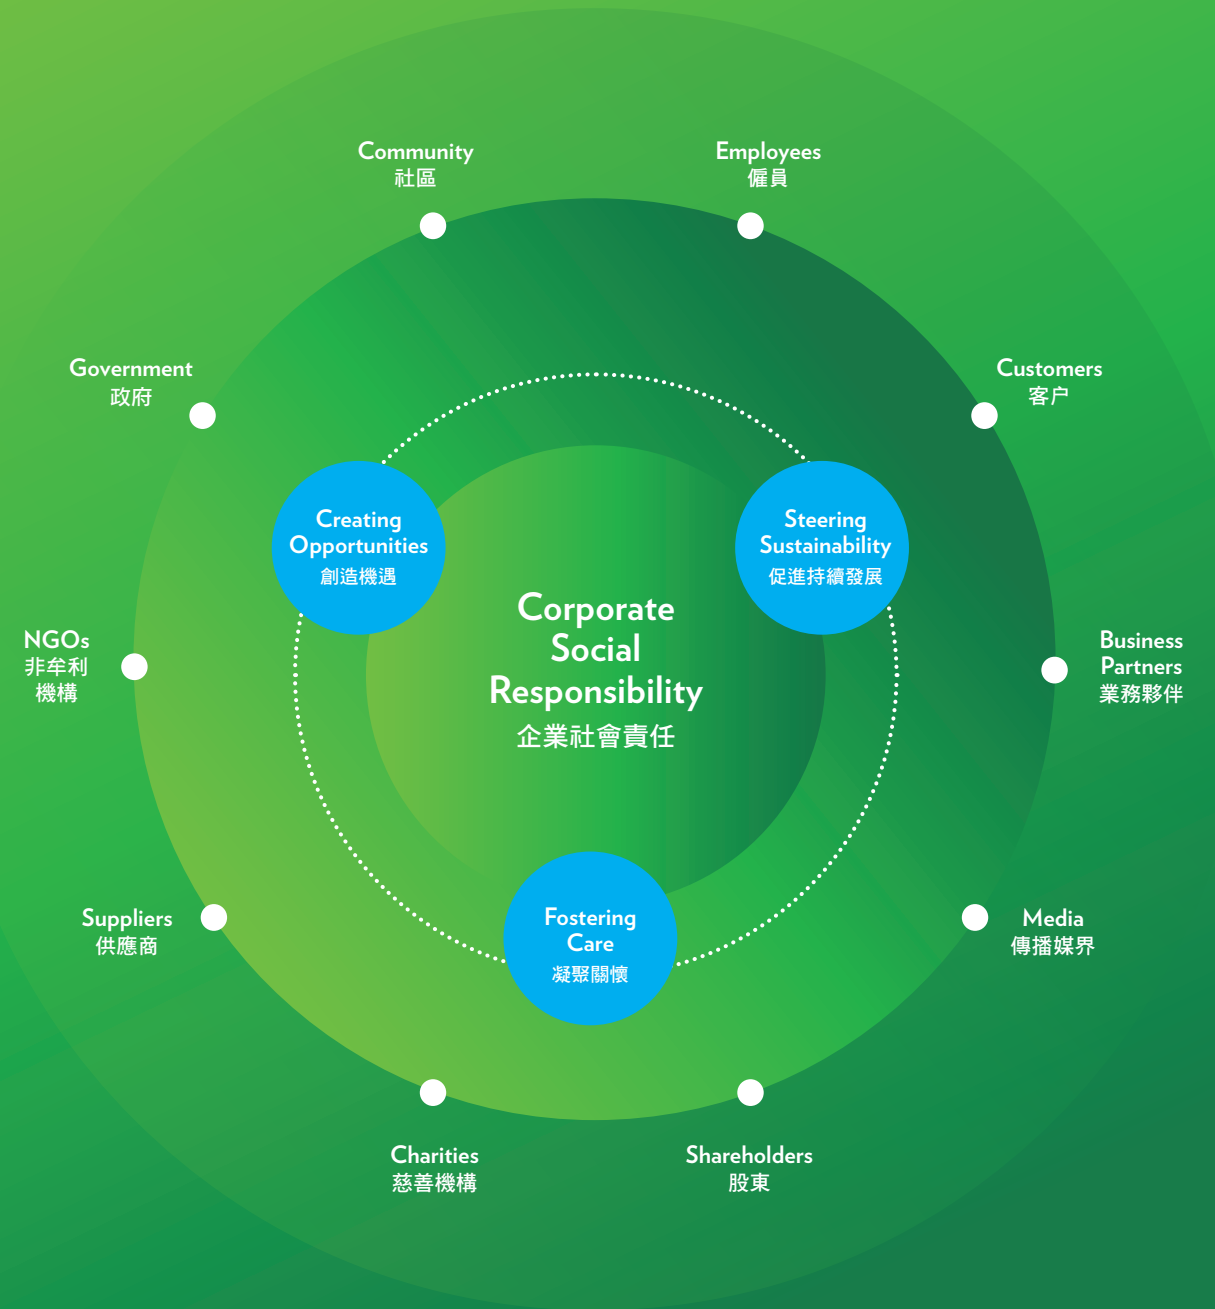 Community
社區
Employees
僱員
Government
政府
Customers
客户
Creating
Opportunities
創造機遇
Steering
Sustainability
促進持續發展
Corporate
Social
Responsibility
企業社會責任
NGOs
非牟利
機構
Business
Partners
業務夥伴
Fostering
Care
凝聚關懷
Suppliers
供應商
Media
傳播媒界
Charities
慈善機構
Shareholders
股東